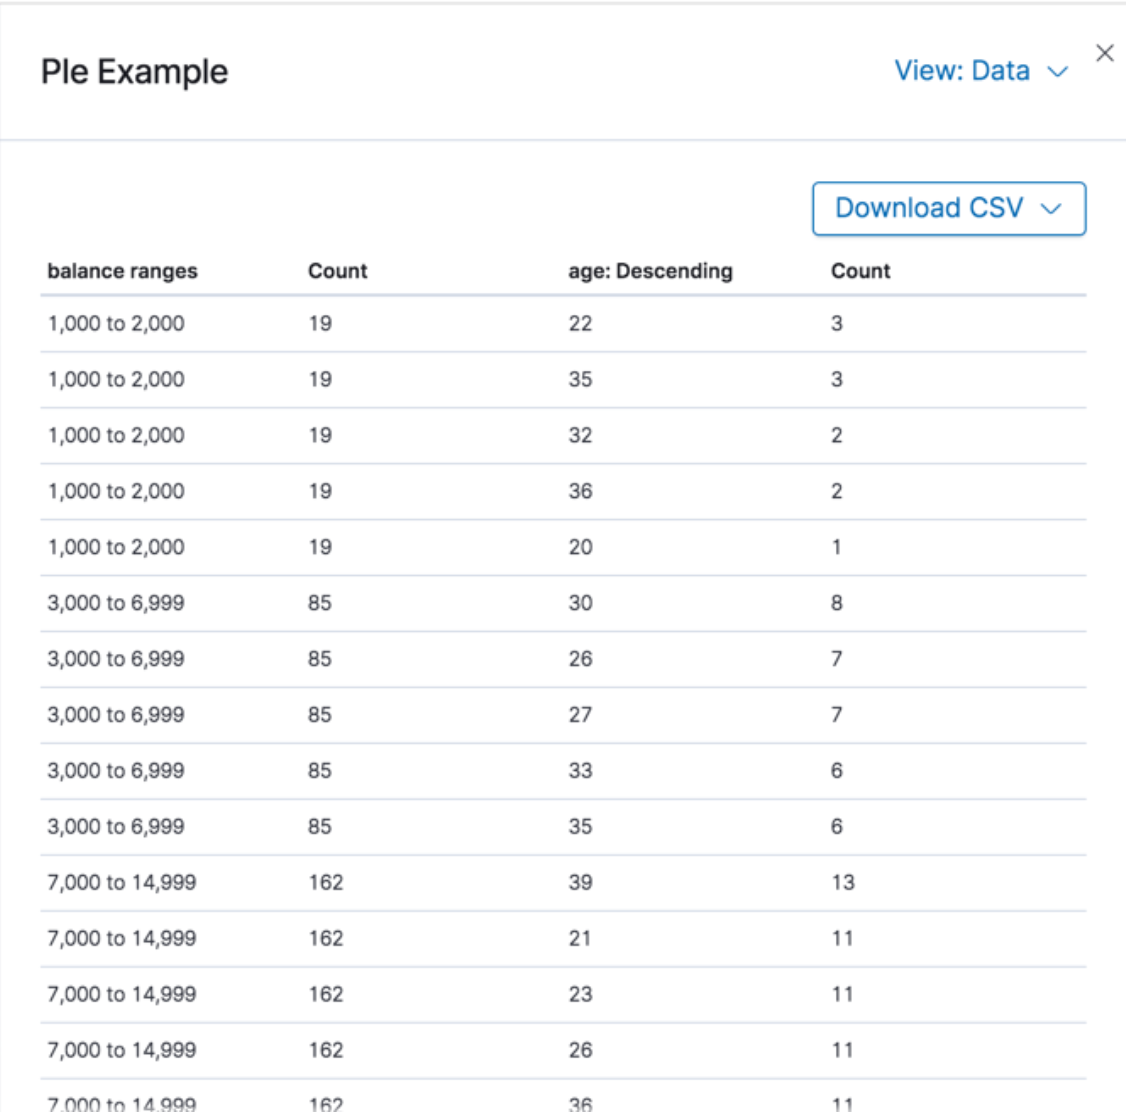 Ple Example
View: Data
Download CSV
balance ranges Count age: Descending Count
1,000 to 2,000 19 22 3
1,000 to 2,000 19 35 3
1,000 to 2,000 19 32 2
1,000 to 2,000 19 36 2
1,000 to 2,000 19 20 1
3,000 to 6,999 85 30 8
3,000 to 6,999 85 26 7
3,000 to 6,999 85 27 7
3,000 to 6,999 85 33 6
3,000 to 6,999 85 35 6
7,000 to 14,999 162 39 13
7,000 to 14,999 162 21 11
7,000 to 14,999 162 23 11
7,000 to 14,999 162 26 11
7,000 to 14,999 162 36 11